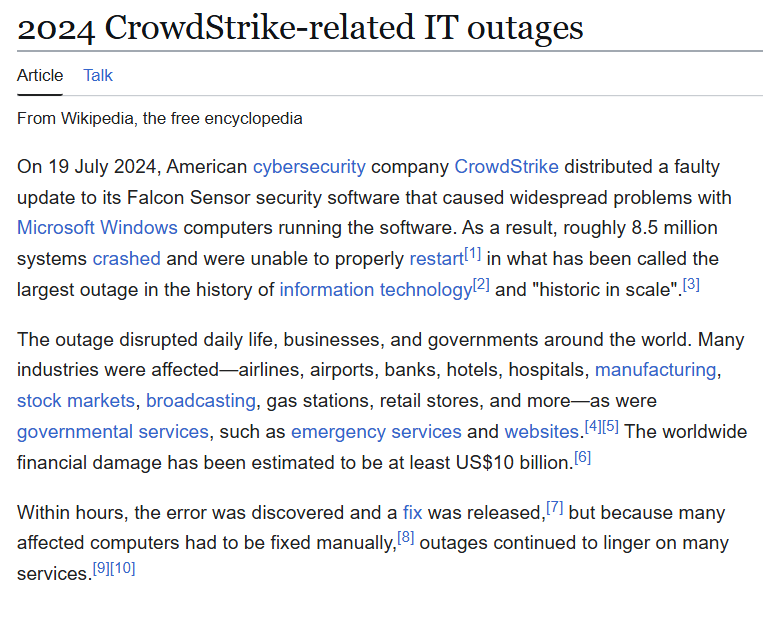 2024 CrowdStrike-related IT outages
Article Talk
From Wikipedia, the free encyclopedia
On 19 July 2024, American cybersecurity company CrowdStrike distributed a faulty
update to its Falcon Sensor security software that caused widespread problems with
Microsoft Windows computers running the software. As a result, roughly 8.5 million
systems crashed and were unable to properly restart[1] in what has been called the
largest outage in the history of information technology[2] and "historic in scale".[3]
The outage disrupted daily life, businesses, and governments around the world. Many
industries were affected—airlines, airports, banks, hotels, hospitals, manufacturing,
stock markets, broadcasting, gas stations, retail stores, and more—as were
governmental services, such as emergency services and websites.[4][5] The worldwide
financial damage has been estimated to be at least US$10 billion.[6]
Within hours, the error was discovered and a fix was released,[7] but because many
affected computers had to be fixed manually,[8] outages continued to linger on many
services.[9][10]